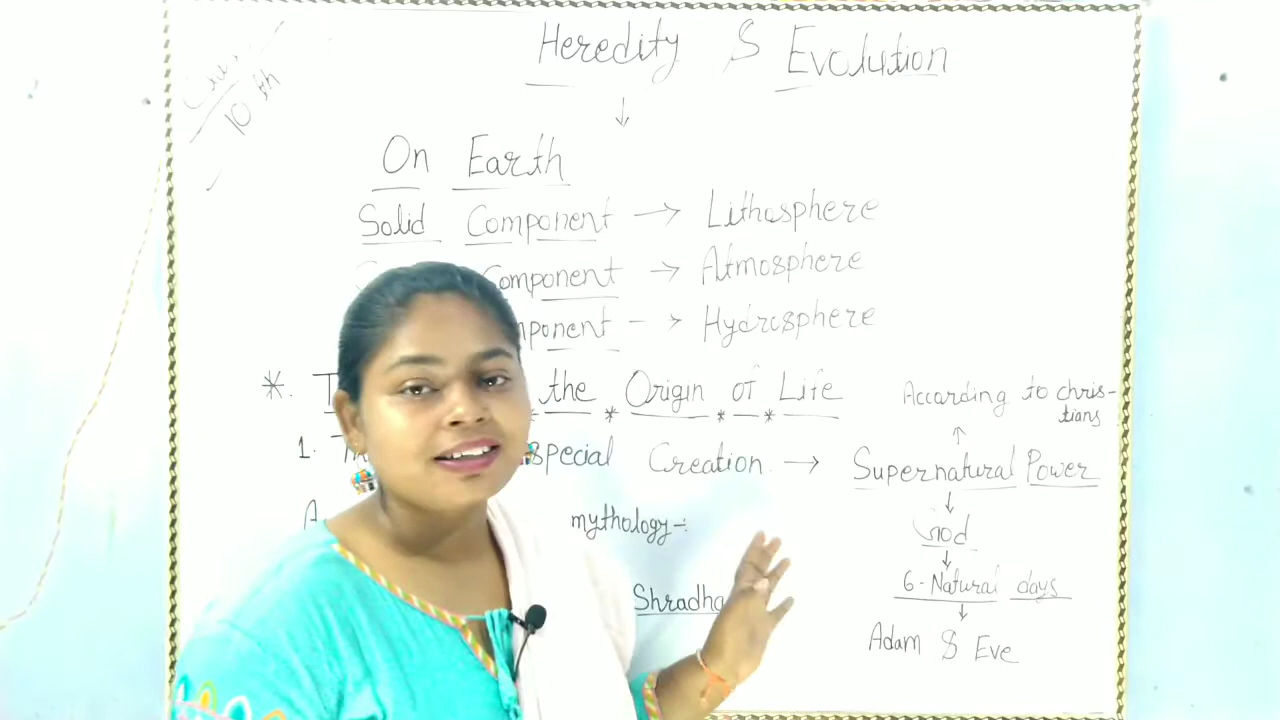 Heredity & Evolution
10th
On Earth
Solid Component → Lithosphere
Component → Atmosphere
→ Hydrosphere
the Origin of Life
According to chris-
tians
1. special Creation → Supernatural Power
mythology -:
God
6- Natural days
Shradha
Adam & Eve